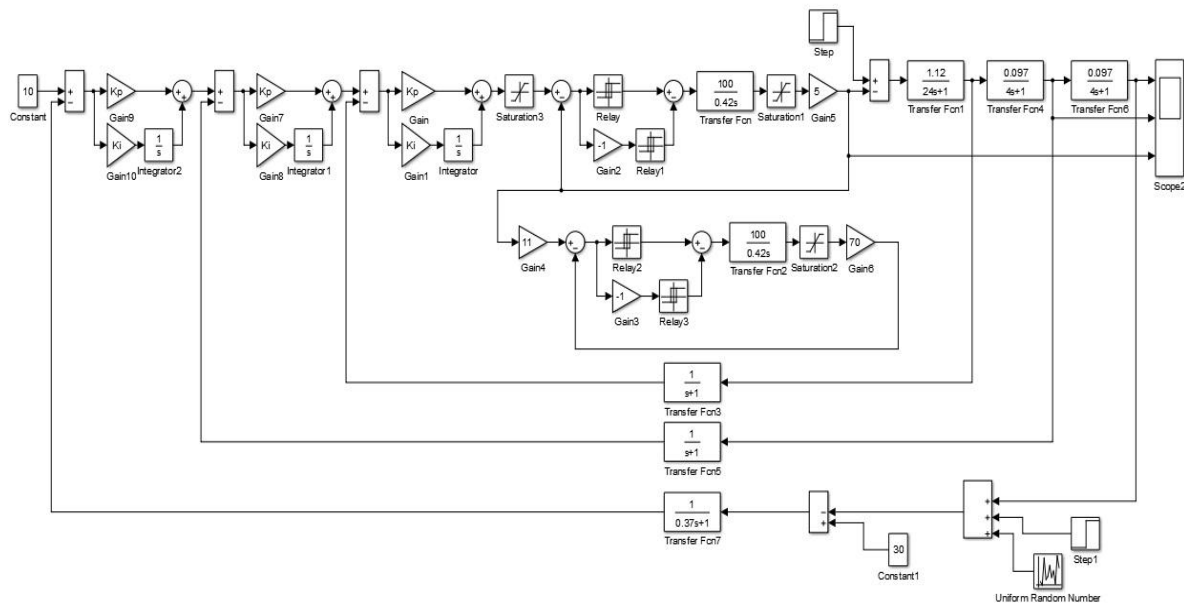 Step
10
Constant
+
−
Kp
Gain9
Ki
Gain10
1
s
Integrator2
+
+
+
−
Kp
Gain7
Ki
Gain8
1
s
Integrator1
+
+
+
−
Kp
Gain
Ki
Gain1
1
s
Integrator
+
+
Saturation3
+
−
Relay
-1
Gain2
Relay1
+
−
100
0.42s
Transfer Fcn
Saturation1
5
Gain5
+
−
1.12
24s+1
Transfer Fcn1
0.097
4s+1
Transfer Fcn4
0.097
4s+1
Transfer Fcn6
Scope2
11
Gain4
+
−
Relay2
-1
Gain3
Relay3
+
−
100
0.42s
Transfer Fcn2
Saturation2
70
Gain6
1
s+1
Transfer Fcn3
1
s+1
Transfer Fcn5
1
0.37s+1
Transfer Fcn7
−
+
30
Constant1
+
+
+
Step1
Uniform Random Number